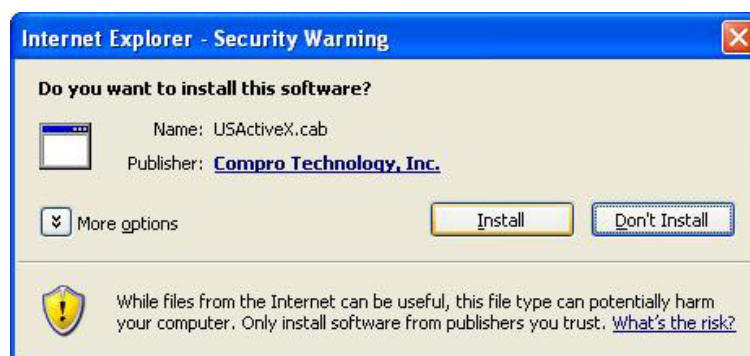 Internet Explorer - Security Warning
Do you want to install this software?
Name: USActiveX.cab
Publisher: Compro Technology, Inc.
More options
Install
Don't Install
While files from the Internet can be useful, this file type can potentially harm
your computer. Only install software from publishers you trust. What's the risk?